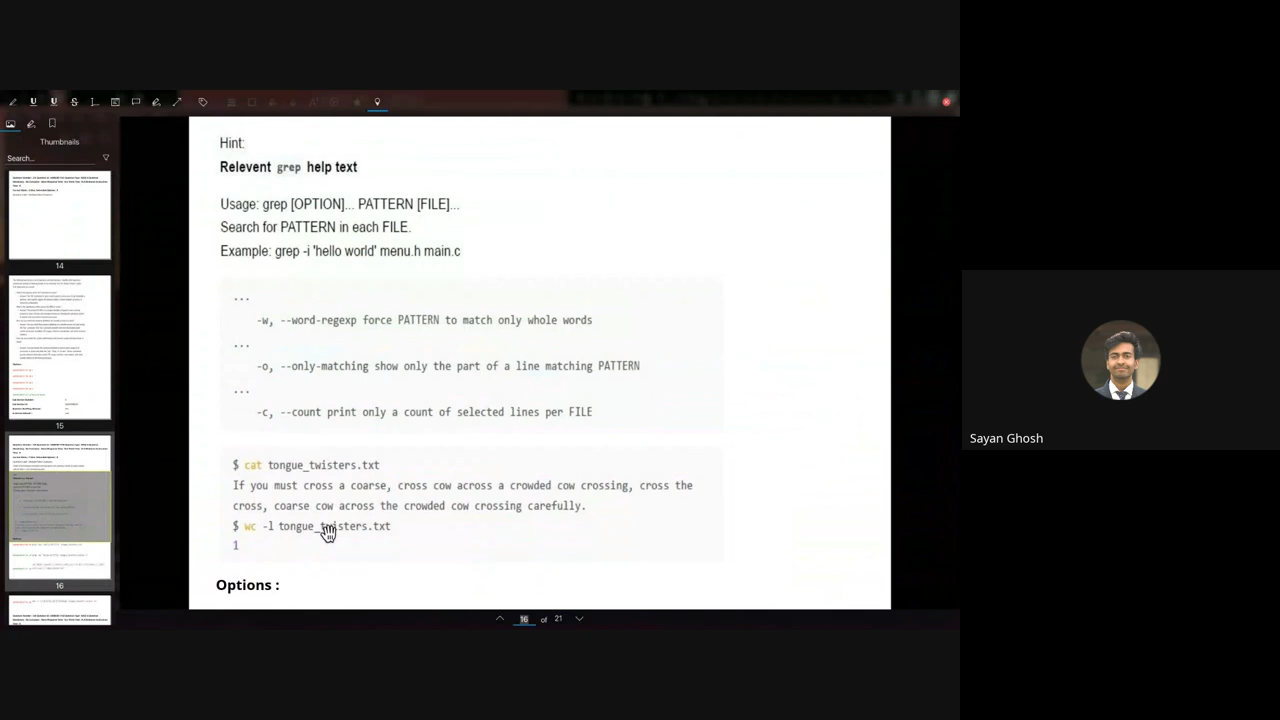 Thumbnails
Search...
14
15
16
Hint:
Relevent grep help text
Usage: grep [OPTION]... PATTERN [FILE]...
Search for PATTERN in each FILE.
Example: grep -i 'hello world' menu.h main.c
...
-w, --word-regexp force PATTERN to match only whole words
...
-o, --only-matching show only the part of a line matching PATTERN
...
-c, --count print only a count of selected lines per FILE
$ cat tongue_twisters.txt
If you must cross a coarse, cross cow across a crowded cow crossing, cross the
cross, coarse cow across the crowded cow crossing carefully.
$ wc -l tongue_twisters.txt
1
Options :
16 of 21
Sayan Ghosh